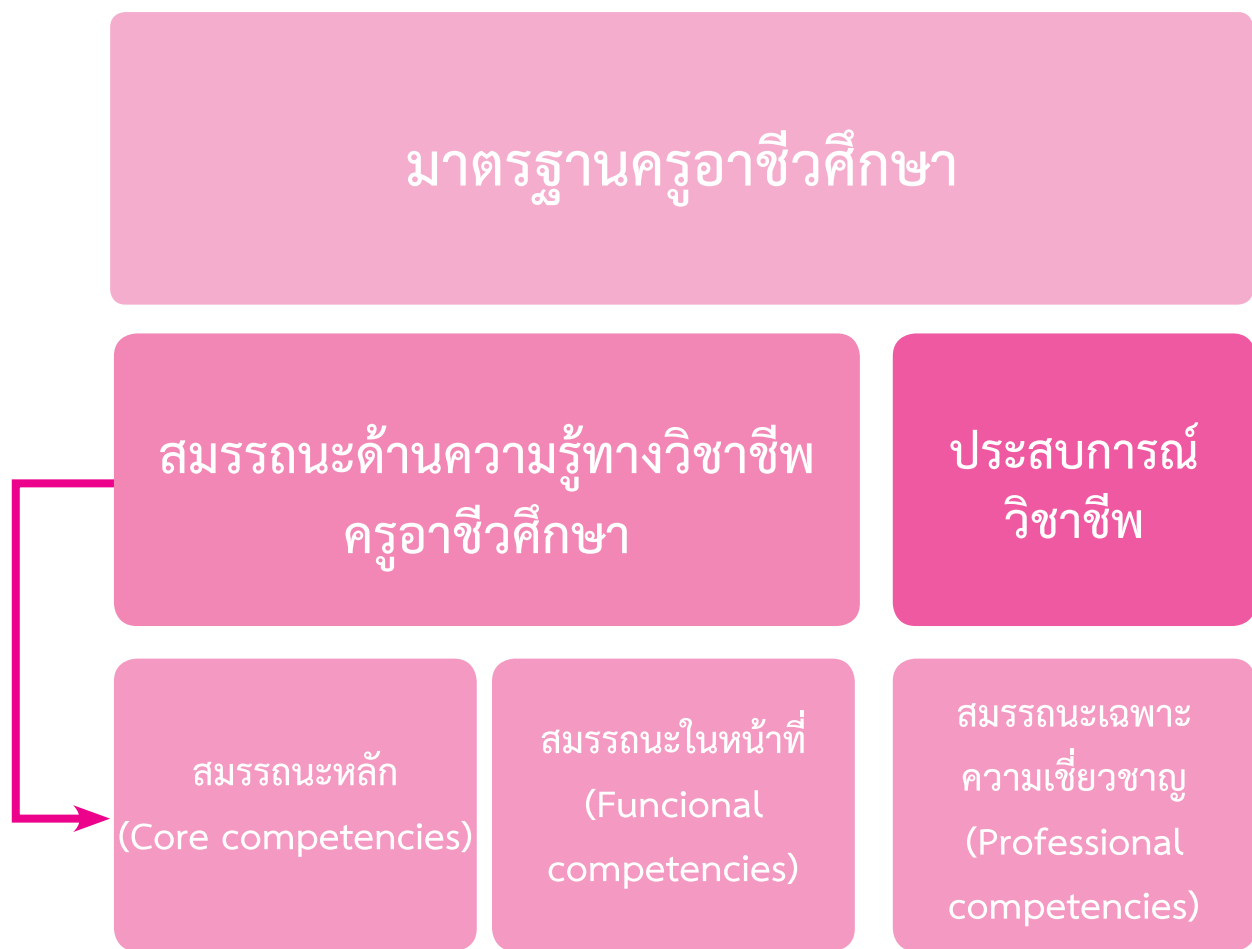 มาตรฐานครูอาชีวศึกษา
สมรรถนะด้านความรู้ทางวิชาชีพ
ครูอาชีวศึกษา
ประสบการณ์
วิชาชีพ
สมรรถนะหลัก
(Core competencies)
สมรรถนะในหน้าที่
(Funcional
competencies)
สมรรถนะเฉพาะ
ความเชี่ยวชาญ
(Professional
competencies)